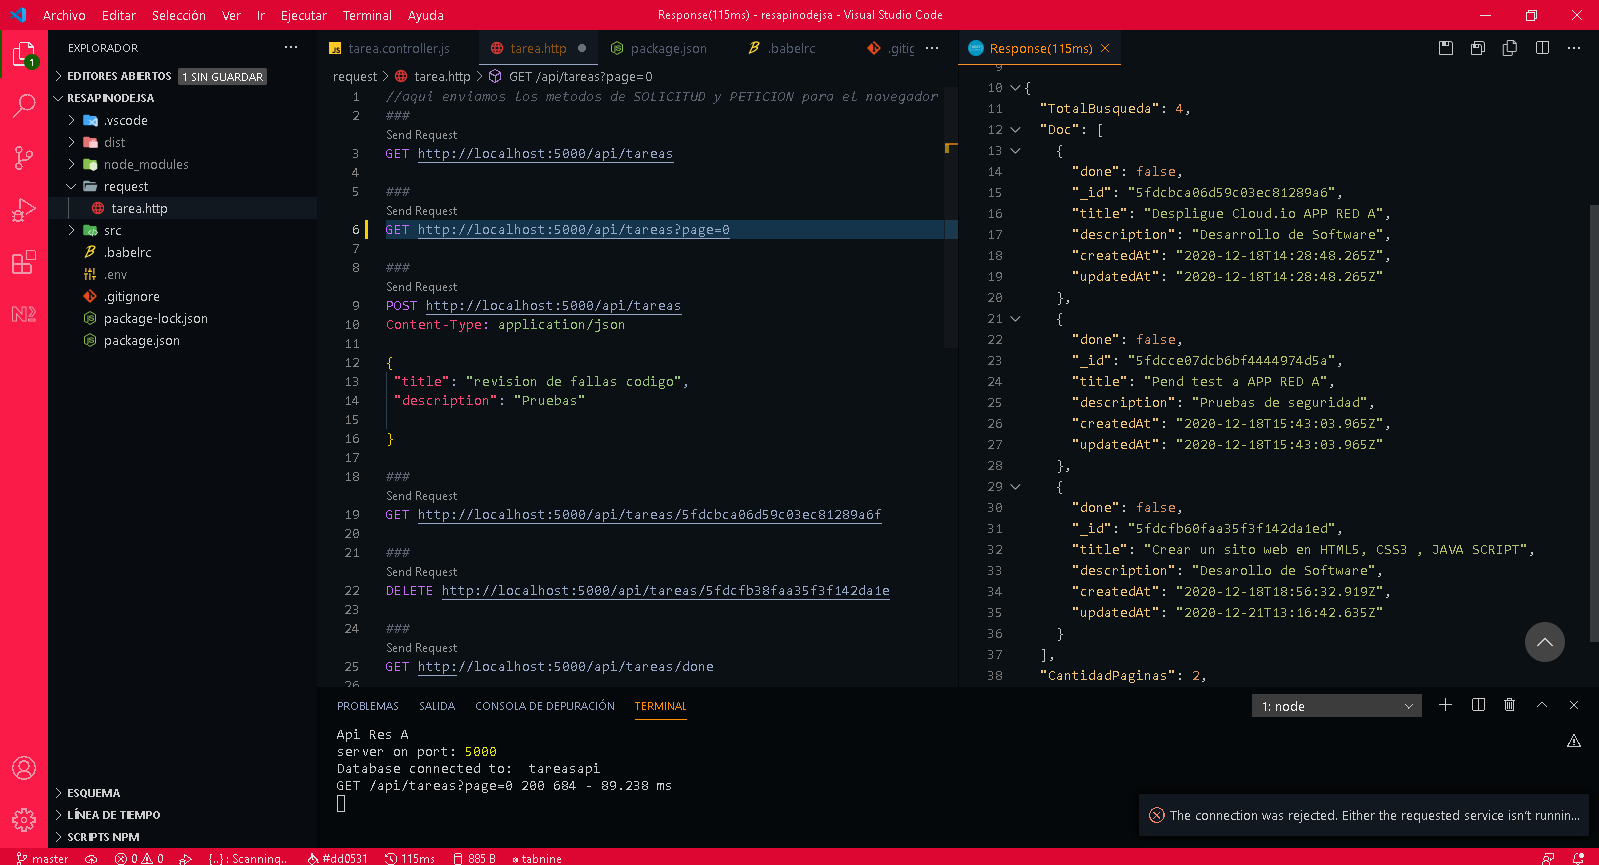 Archivo Editar Selección Ver Ir Ejecutar Terminal Ayuda
Response(115ms) - resapinodejsa - Visual Studio Code
EXPLORADOR
EDITORES ABIERTOS 1 SIN GUARDAR
RESAPINODEJSA
.vscode
dist
node_modules
request
tarea.http
src
.babelrc
.env
.gitignore
package-lock.json
package.json
ESQUEMA
LÍNEA DE TIEMPO
SCRIPTS NPM
1
tarea.controller.js tarea.http package.json .babelrc .gitig
request > tarea.http > GET /api/tareas?page=0
1 //aqui enviamos los metodos de SOLICITUD y PETICION para el navegador
2 ###
Send Request
3 GET http://localhost:5000/api/tareas
4
5 ###
Send Request
6 GET http://localhost:5000/api/tareas?page=0
7
8 ###
Send Request
9 POST http://localhost:5000/api/tareas
10 Content-Type: application/json
11
12 {
13 "title": "revision de fallas codigo",
14 "description": "Pruebas"
15
16 }
17
18 ###
Send Request
19 GET http://localhost:5000/api/tareas/5fdcbca06d59c03ec81289a6f
20
21 ###
Send Request
22 DELETE http://localhost:5000/api/tareas/5fdcfb38faa35f3f142da1e
23
24 ###
Send Request
25 GET http://localhost:5000/api/tareas/done
26
Response(115ms)
9
10 {
11 "TotalBusqueda": 4,
12 "Doc": [
13 {
14 "done": false,
15 "_id": "5fdcbca06d59c03ec81289a6",
16 "title": "Despligue Cloud.io APP RED A",
17 "description": "Desarrollo de Software",
18 "createdAt": "2020-12-18T14:28:48.265Z",
19 "updatedAt": "2020-12-18T14:28:48.265Z"
20 },
21 {
22 "done": false,
23 "_id": "5fdcce07dcb6bf4444974d5a",
24 "title": "Pend test a APP RED A",
25 "description": "Pruebas de seguridad",
26 "createdAt": "2020-12-18T15:43:03.965Z",
27 "updatedAt": "2020-12-18T15:43:03.965Z"
28 },
29 {
30 "done": false,
31 "_id": "5fdcfb60faa35f3f142da1ed",
32 "title": "Crear un sito web en HTML5, CSS3 , JAVA SCRIPT",
33 "description": "Desarollo de Software",
34 "createdAt": "2020-12-18T18:56:32.919Z",
35 "updatedAt": "2020-12-21T13:16:42.635Z"
36 }
37 ],
38 "CantidadPaginas": 2,
PROBLEMAS SALIDA CONSOLA DE DEPURACIÓN TERMINAL
1: node
Api Res A
server on port: 5000
Database connected to: tareasapi
GET /api/tareas?page=0 200 684 - 89.238 ms
The connection was rejected. Either the requested service isn't runnin...
master 0 0 {..} : Scanning.. #dd0531 115ms 885 B tabnine